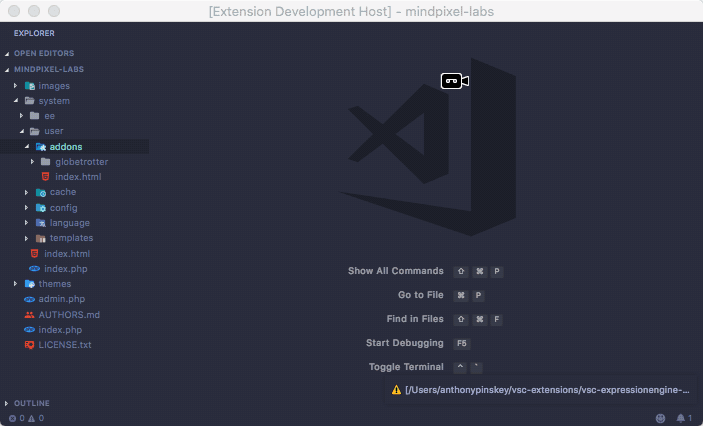 [Extension Development Host] - mindpixel-labs
EXPLORER
OPEN EDITORS
MINDPIXEL-LABS
images
system
ee
user
addons
globetrotter
index.html
cache
config
language
templates
index.html
index.php
themes
admin.php
AUTHORS.md
index.php
LICENSE.txt
OUTLINE
Show All Commands ⇧ ⌘ P
Go to File ⌘ P
Find in Files ⇧ ⌘ F
Start Debugging F5
Toggle Terminal ^ `
[/Users/anthonypinskey/vsc-extensions/vsc-expressionengine-...
0 0 1